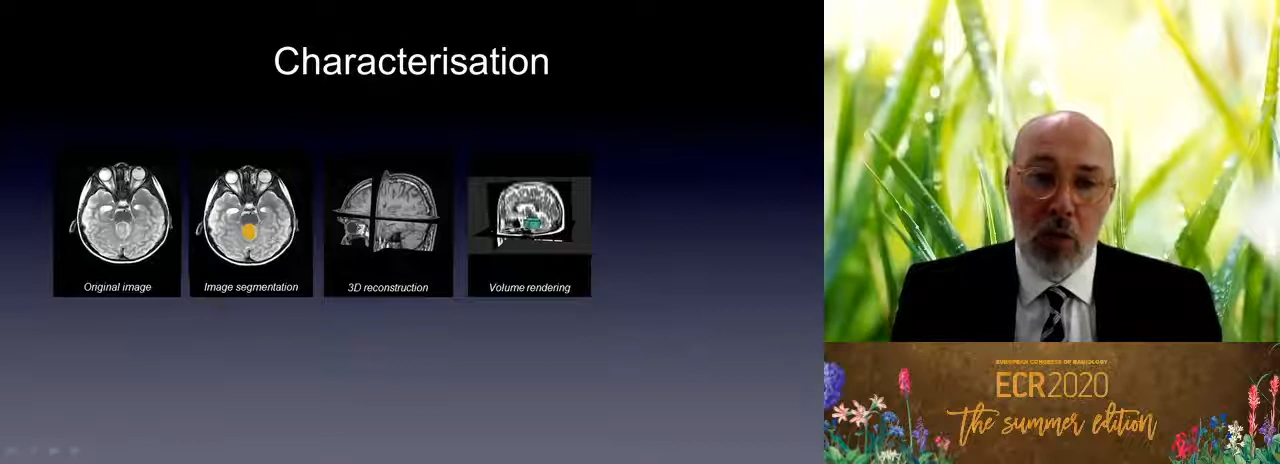 Characterisation
Original image
Image segmentation
3D reconstruction
Volume rendering
EUROPEAN CONGRESS OF RADIOLOGY
ECR2020
the summer edition